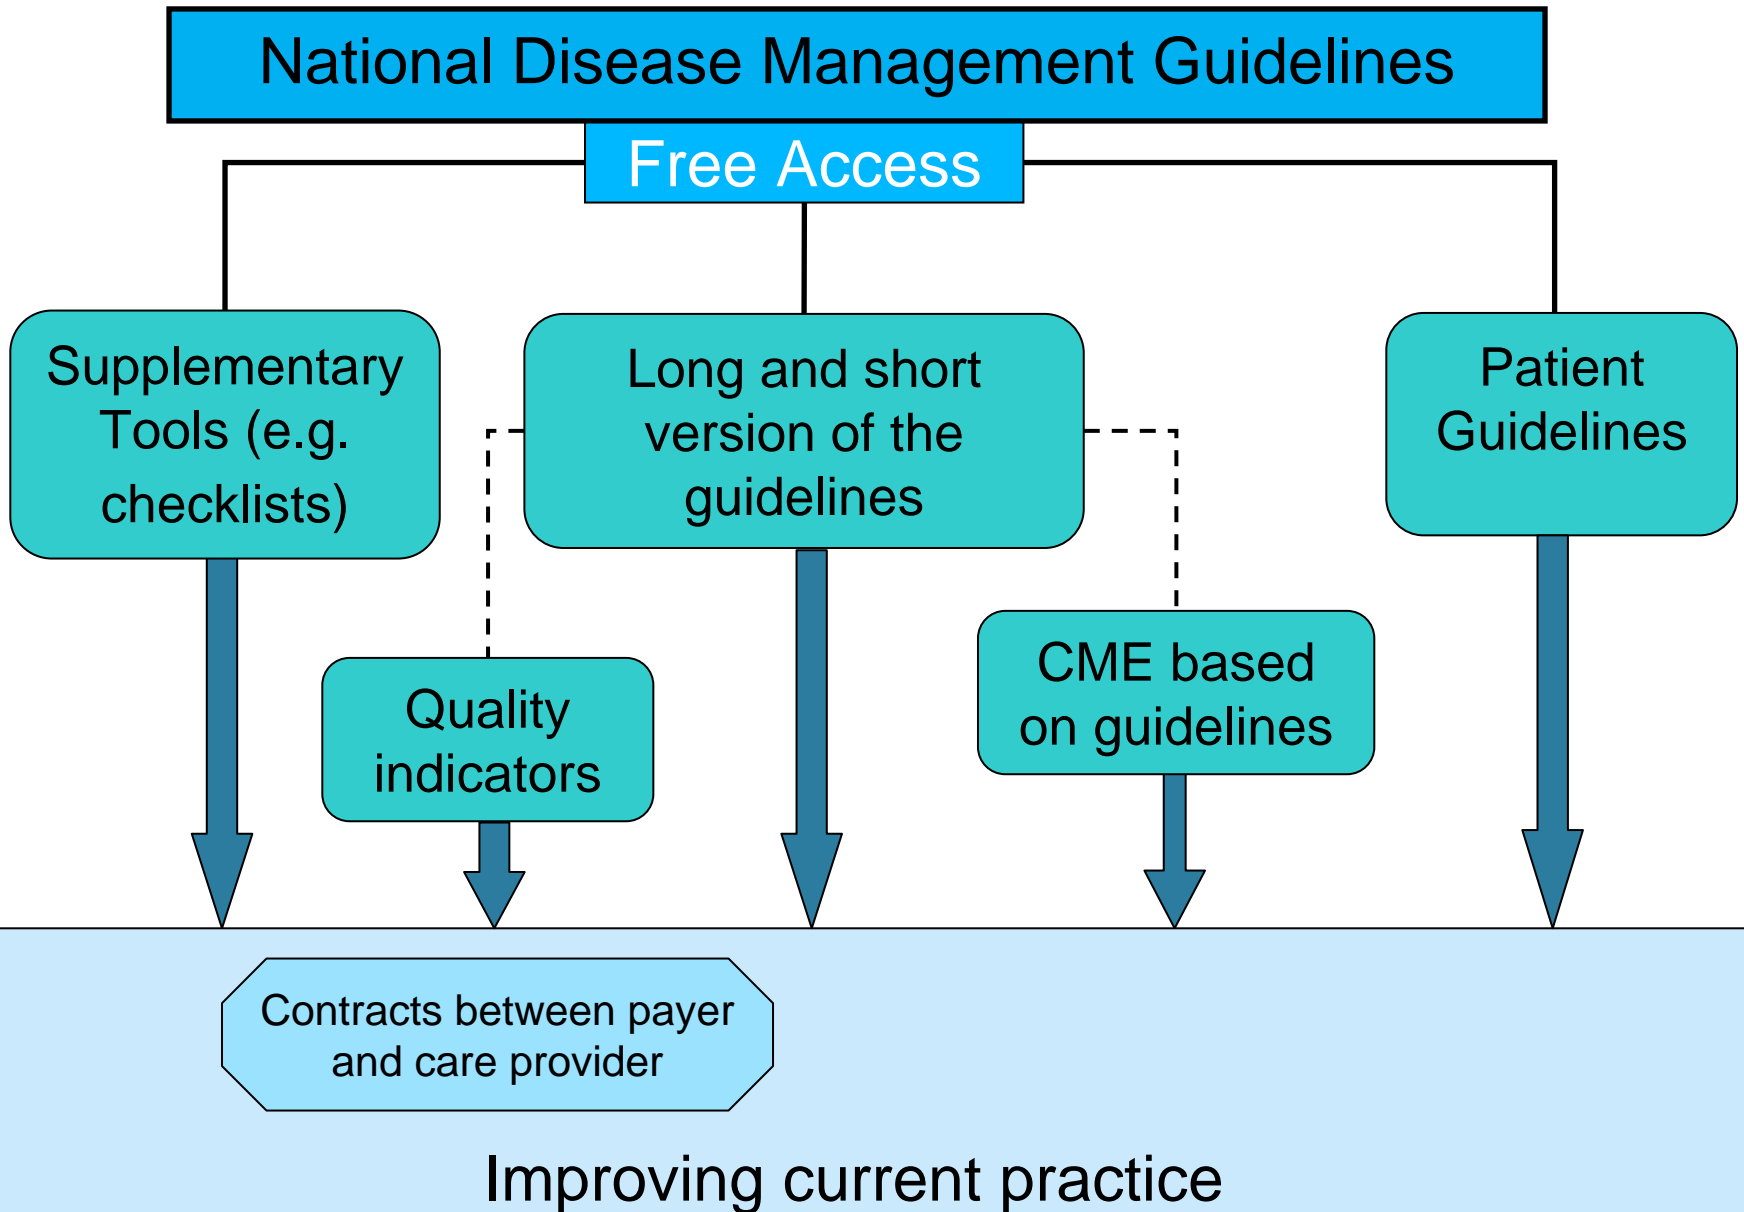 National Disease Management Guidelines
Free Access
Supplementary
Tools (e.g.
checklists)
Long and short
version of the
guidelines
Patient
Guidelines
Quality
indicators
CME based
on guidelines
Contracts between payer
and care provider
Improving current practice